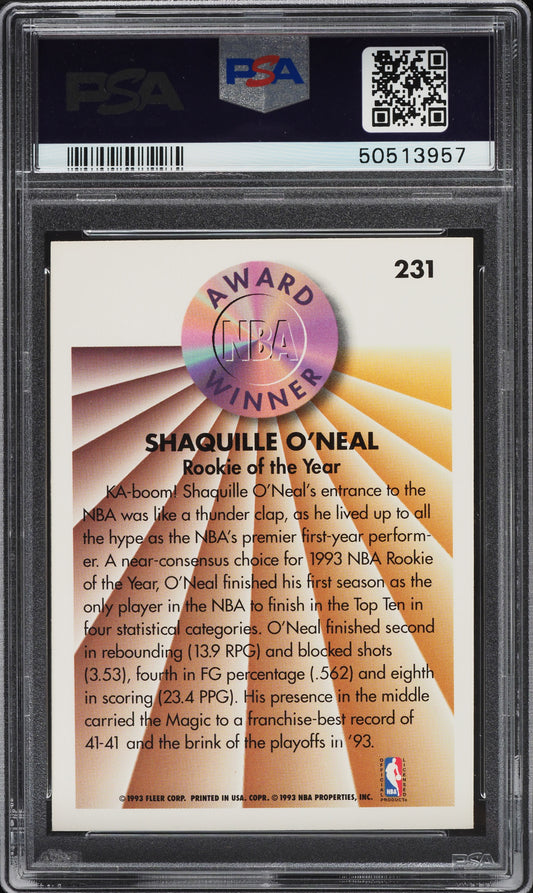 PSA
PSA
50513957
231
AWARD
NBA
WINNER
SHAQUILLE O'NEAL
Rookie of the Year
KA-boom! Shaquille O'Neal's entrance to the
NBA was like a thunder clap, as he lived up to all
the hype as the NBA's premier first-year perform-
er. A near-consensus choice for 1993 NBA Rookie
of the Year, O'Neal finished his first season as the
only player in the NBA to finish in the Top Ten in
four statistical categories. O'Neal finished second
in rebounding (13.9 RPG) and blocked shots
(3.53), fourth in FG percentage (.562) and eighth
in scoring (23.4 PPG). His presence in the middle
carried the Magic to a franchise-best record of
41-41 and the brink of the playoffs in '93.
OFFICIAL LICENSED
NBA
PRODUCT
© 1993 FLEER CORP. PRINTED IN USA. COPR. © 1993 NBA PROPERTIES, INC.
PSA